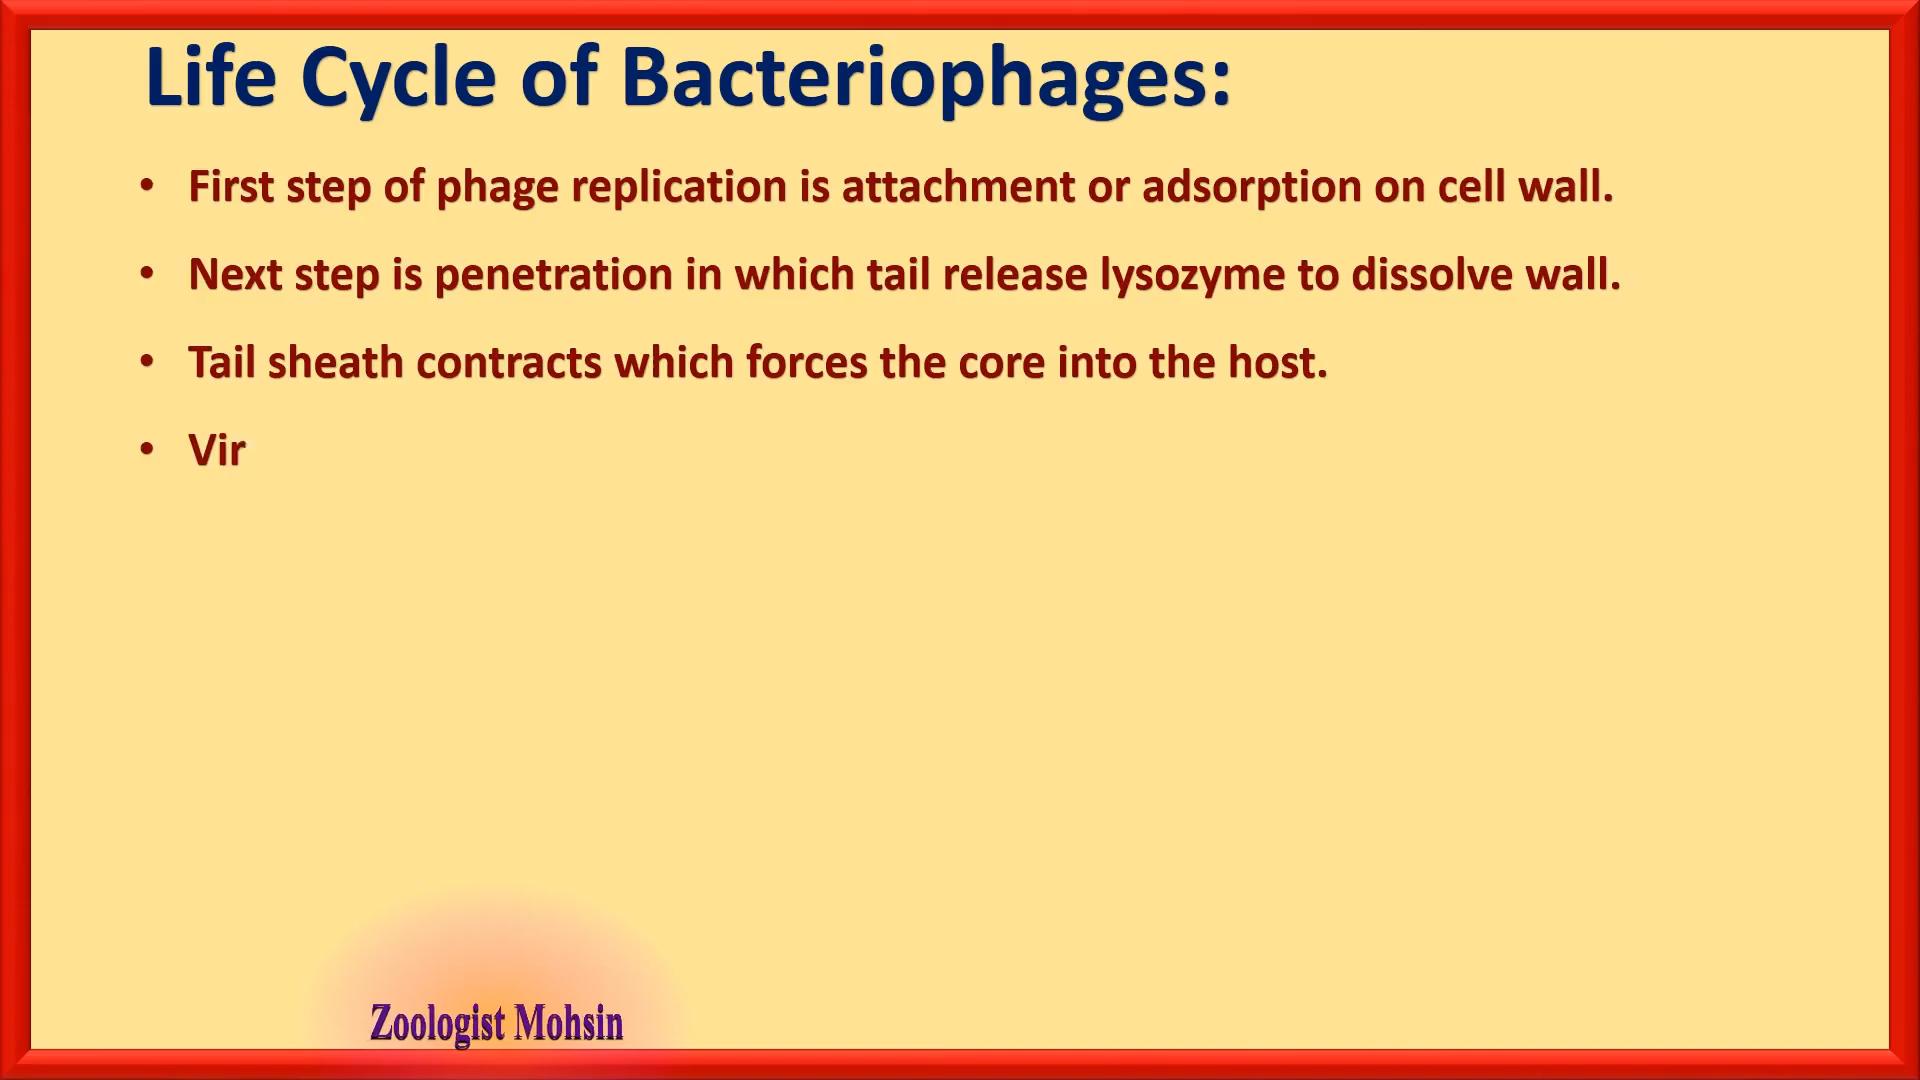 Life Cycle of Bacteriophages:
• First step of phage replication is attachment or adsorption on cell wall.
• Next step is penetration in which tail release lysozyme to dissolve wall.
• Tail sheath contracts which forces the core into the host.
• Vir
Zoologist Mohsin